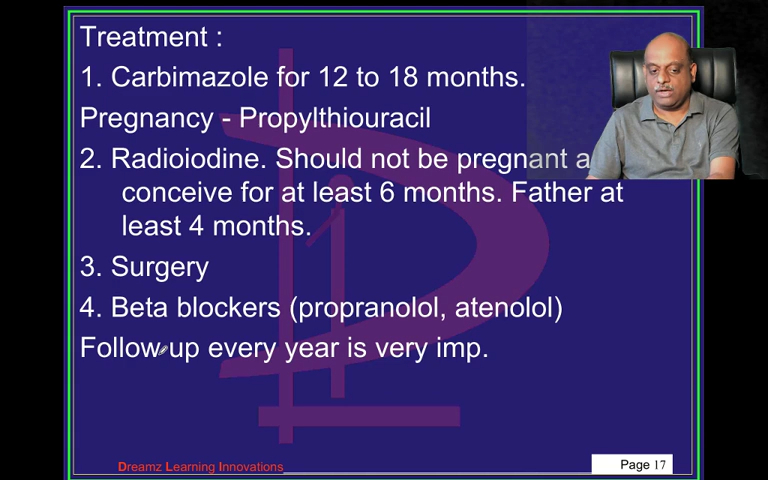 Treatment :
1. Carbimazole for 12 to 18 months.
Pregnancy - Propylthiouracil
2. Radioiodine. Should not be pregnant a
conceive for at least 6 months. Father at
least 4 months.
3. Surgery
4. Beta blockers (propranolol, atenolol)
Follow up every year is very imp.
Dreamz Learning Innovations
Page 17